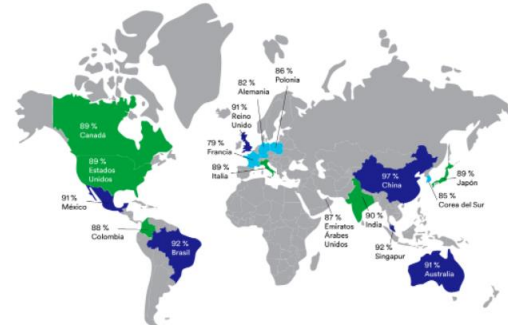 86 %
Polonia
82 %
Alemania
91 %
Reino
Unido
79 %
Francia
89 %
Italia
89 %
Canadá
89 %
Estados
Unidos
91 %
México
88 %
Colombia
92 %
Brasil
97 %
China
89 %
Japón
85 %
Corea del Sur
87 %
Emiratos
Árabes
Unidos
90 %
India
92 %
Singapur
91 %
Australia